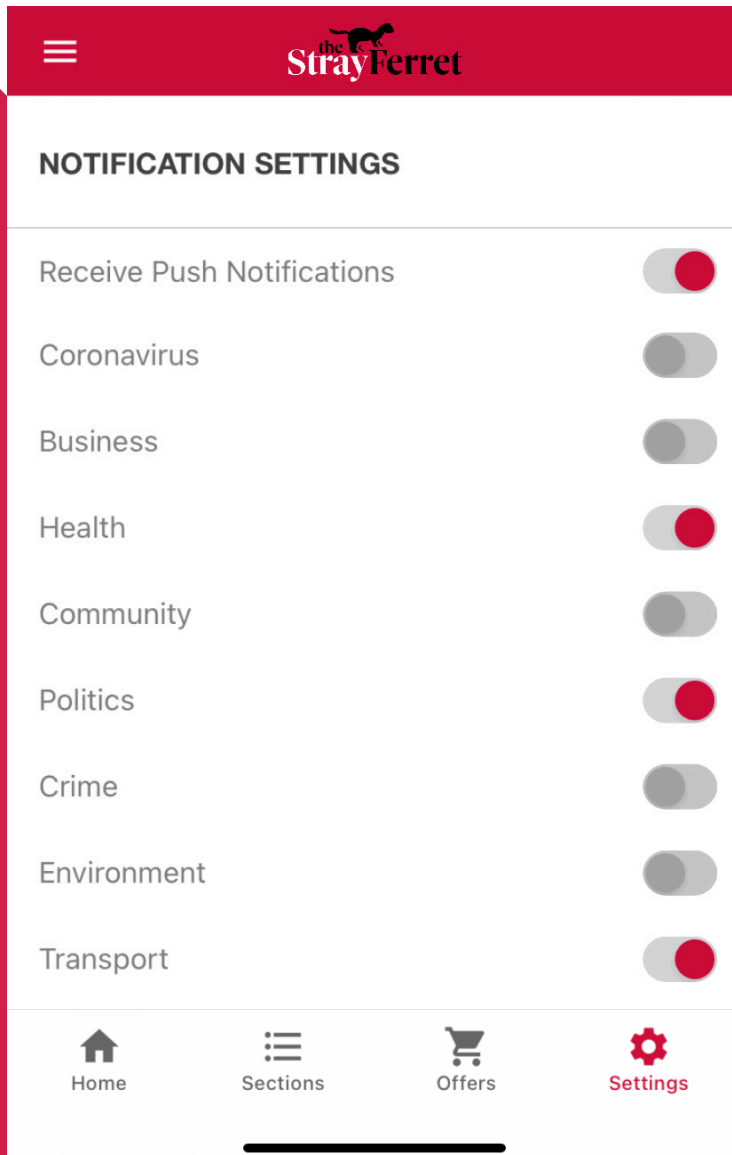 the
StrayFerret
NOTIFICATION SETTINGS
Receive Push Notifications
Coronavirus
Business
Health
Community
Politics
Crime
Environment
Transport
Home
Sections
Offers
Settings